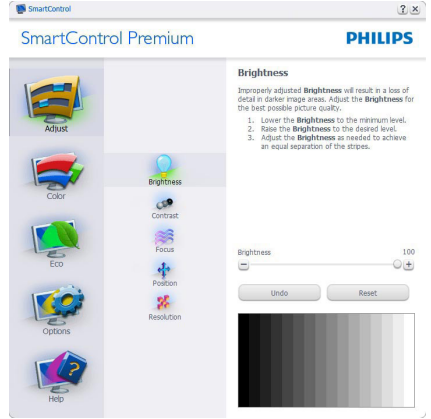 SmartControl
SmartControl Premium
PHILIPS
Adjust
Color
Eco
Options
Help
Brightness
Contrast
Focus
Position
Resolution
Brightness
Improperly adjusted Brightness will result in a loss of
detail in darker image areas. Adjust the Brightness for
the best possible picture quality.
1. Lower the Brightness to the minimum level.
2. Raise the Brightness to the desired level.
3. Adjust the Brightness as needed to achieve
an equal separation of the stripes.
Brightness 100
Undo Reset